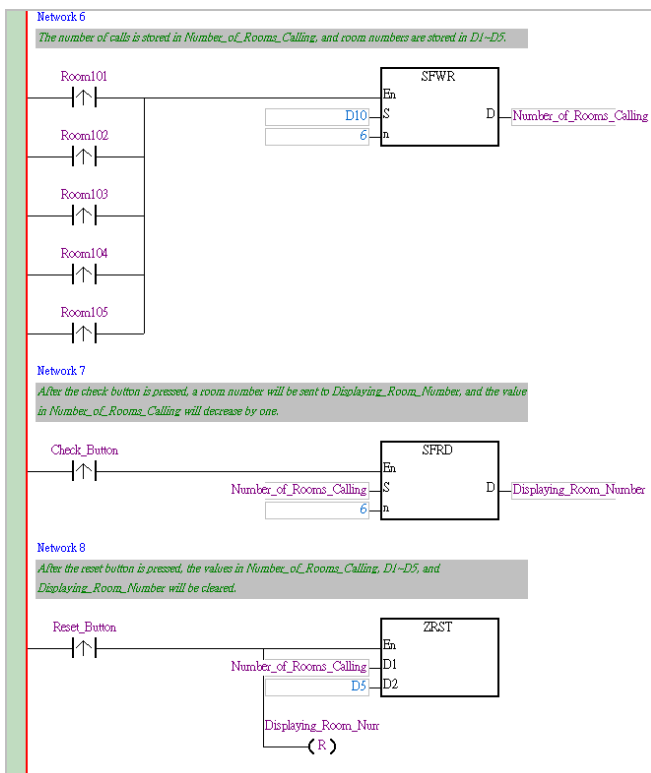 Network 6
The number of calls is stored in Number_of_Rooms_Calling, and room numbers are stored in D1~D5.
Room101
SFWR
En
D10 S D Number_of_Rooms_Calling
6 n
Room102
Room103
Room104
Room105
Network 7
After the check button is pressed, a room number will be sent to Displaying_Room_Number, and the value
in Number_of_Rooms_Calling will decrease by one.
Check_Button
SFRD
En
Number_of_Rooms_Calling S D Displaying_Room_Number
6 n
Network 8
After the reset button is pressed, the values in Number_of_Rooms_Calling, D1~D5, and
Displaying_Room_Number will be cleared.
Reset_Button
ZRST
En
Number_of_Rooms_Calling D1
D5 D2
Displaying_Room_Num
R